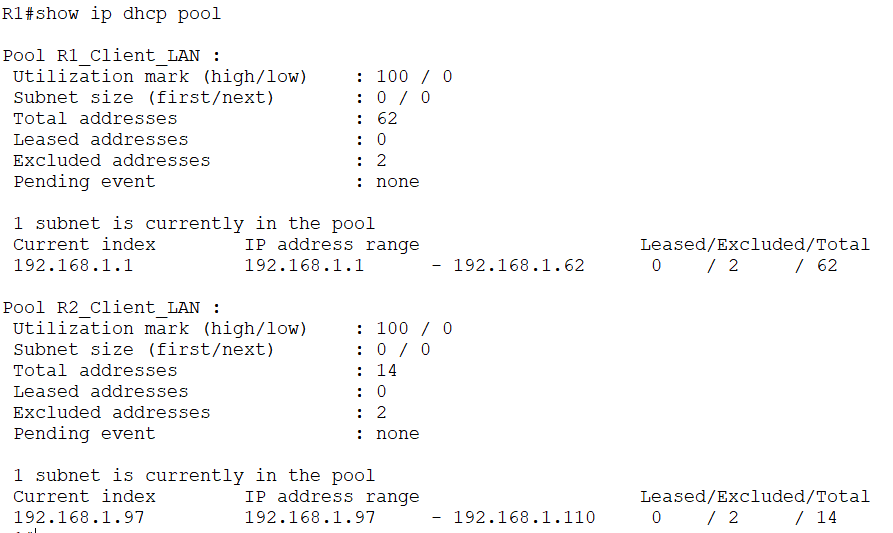 R1#show ip dhcp pool
Pool R1_Client_LAN :
Utilization mark (high/low) : 100 / 0
Subnet size (first/next) : 0 / 0
Total addresses : 62
Leased addresses : 0
Excluded addresses : 2
Pending event : none
1 subnet is currently in the pool
Current index IP address range Leased/Excluded/Total
192.168.1.1 192.168.1.1 - 192.168.1.62 0 / 2 / 62
Pool R2_Client_LAN :
Utilization mark (high/low) : 100 / 0
Subnet size (first/next) : 0 / 0
Total addresses : 14
Leased addresses : 0
Excluded addresses : 2
Pending event : none
1 subnet is currently in the pool
Current index IP address range Leased/Excluded/Total
192.168.1.97 192.168.1.97 - 192.168.1.110 0 / 2 / 14